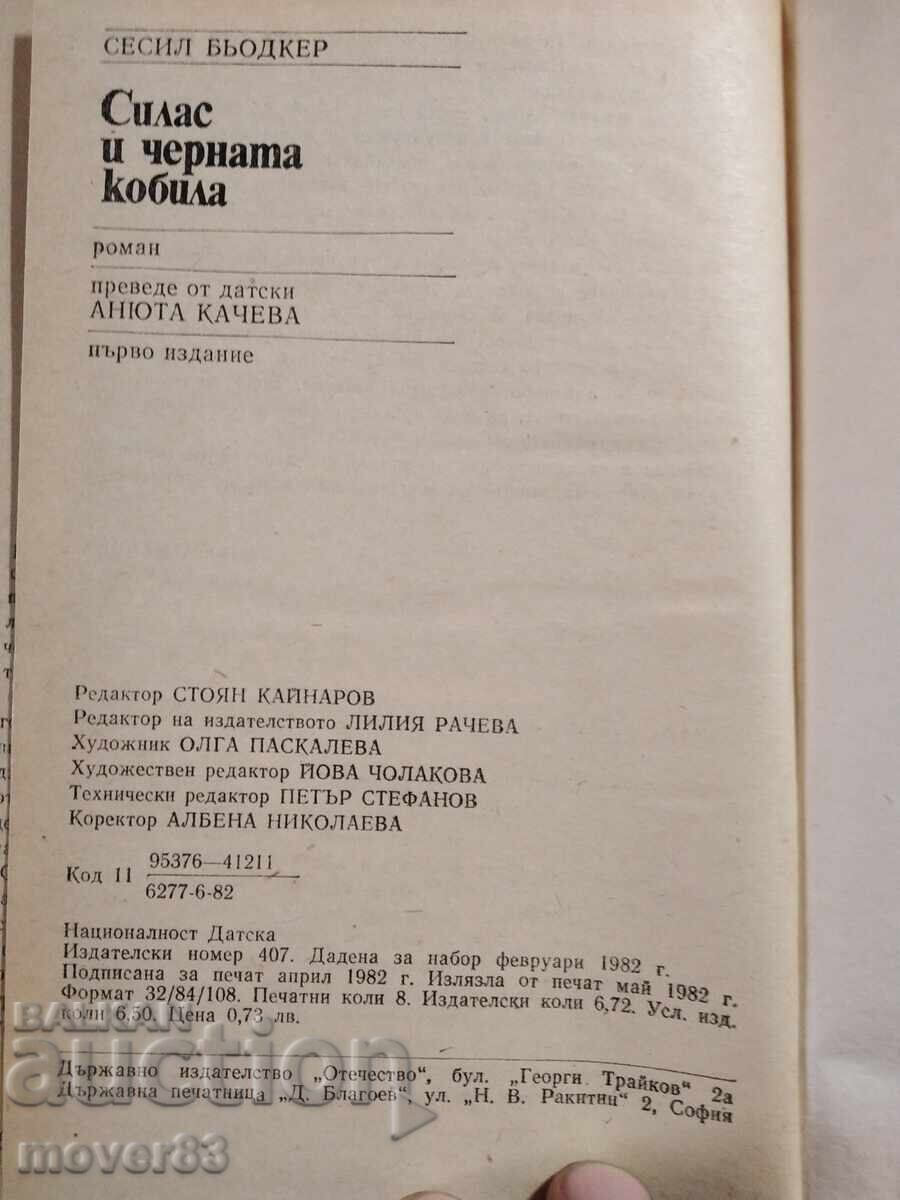 СЕСИЛ БЬОДКЕР
Силас
и черната
кобила
роман
преведе от датски
АНЮТА КАЧЕВА
първо издание
Редактор СТОЯН КАЙНАРОВ
Редактор на издателството ЛИЛИЯ РАЧЕВА
Художник ОЛГА ПАСКАЛЕВА
Художествен редактор ЙОВА ЧОЛАКОВА
Технически редактор ПЕТЪР СТЕФАНОВ
Коректор АЛБЕНА НИКОЛАЕВА
Код 11 95376—41211
6277-6-82
Националност Датска
Издателски номер 407. Дадена за набор февруари 1982 г.
Подписана за печат април 1982 г. Излязла от печат май 1982 г.
Формат 32/84/108. Печатни коли 8. Издателски коли 6,72. Усл. изд.
коли 6,50. Цена 0,73 лв.
Държавно издателство „Отечество“, бул. „Георги Трайков“ 2а
Държавна печатница „Д. Благоев“, ул. „Н. В. Ракитин“ 2, София
BALKAN
auction
mover83